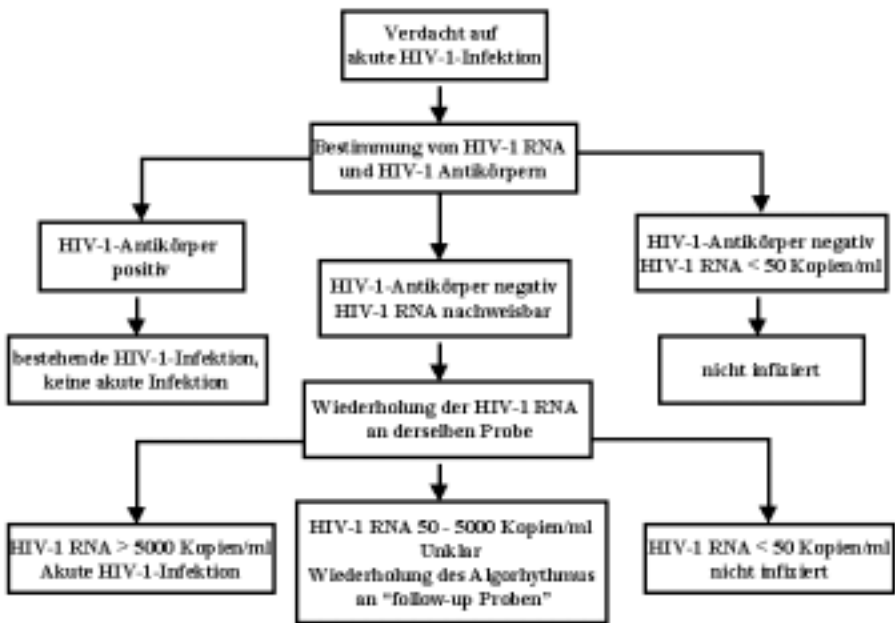 Verdacht auf
akute HIV-1-Infektion
Bestimmung von HIV-1 RNA
und HIV-1 Antikörpern
HIV-1-Antikörper
positiv
HIV-1-Antikörper negativ
HIV-1 RNA nachweisbar
HIV-1-Antikörper negativ
HIV-1 RNA < 50 Kopien/ml
bestehende HIV-1-Infektion,
keine akute Infektion
nicht infiziert
Wiederholung der HIV-1 RNA
an derselben Probe
HIV-1 RNA > 5000 Kopien/ml
Akute HIV-1-Infektion
HIV-1 RNA 50 - 5000 Kopien/ml
Unklar
Wiederholung des Algorhythmus
an "follow-up Proben"
HIV-1 RNA < 50 Kopien/ml
nicht infiziert